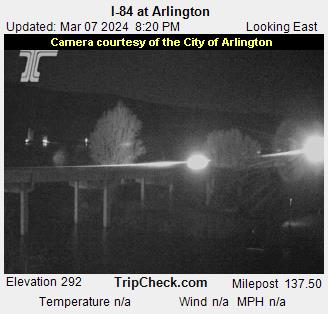 I-84 at Arlington
Updated: Mar 07 2024 8:20 PM Looking East
Camera courtesy of the City of Arlington
Elevation 292 TripCheck.com Milepost 137.50
Temperature n/a Wind n/a MPH n/a